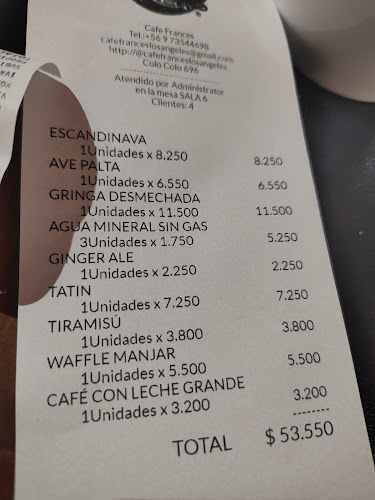 ®
Cafe Frances
Tel.:+56 9 73544698
cafefranceslosangeles@gmail.com
http://@cafefranceslosangeles
Colo Colo 696
Atendido por Administrator
en la mesa SALA 6
Clientes: 4
ESCANDINAVA
1Unidades x 8.250 8.250
AVE PALTA
1Unidades x 6.550 6.550
GRINGA DESMECHADA
1Unidades x 11.500 11.500
AGUA MINERAL SIN GAS
3Unidades x 1.750 5.250
GINGER ALE
1Unidades x 2.250 2.250
TATIN
1Unidades x 7.250 7.250
TIRAMISÚ
1Unidades x 3.800 3.800
WAFFLE MANJAR
1Unidades x 5.500 5.500
CAFÉ CON LECHE GRANDE
1Unidades x 3.200 3.200
--------
TOTAL $ 53.550